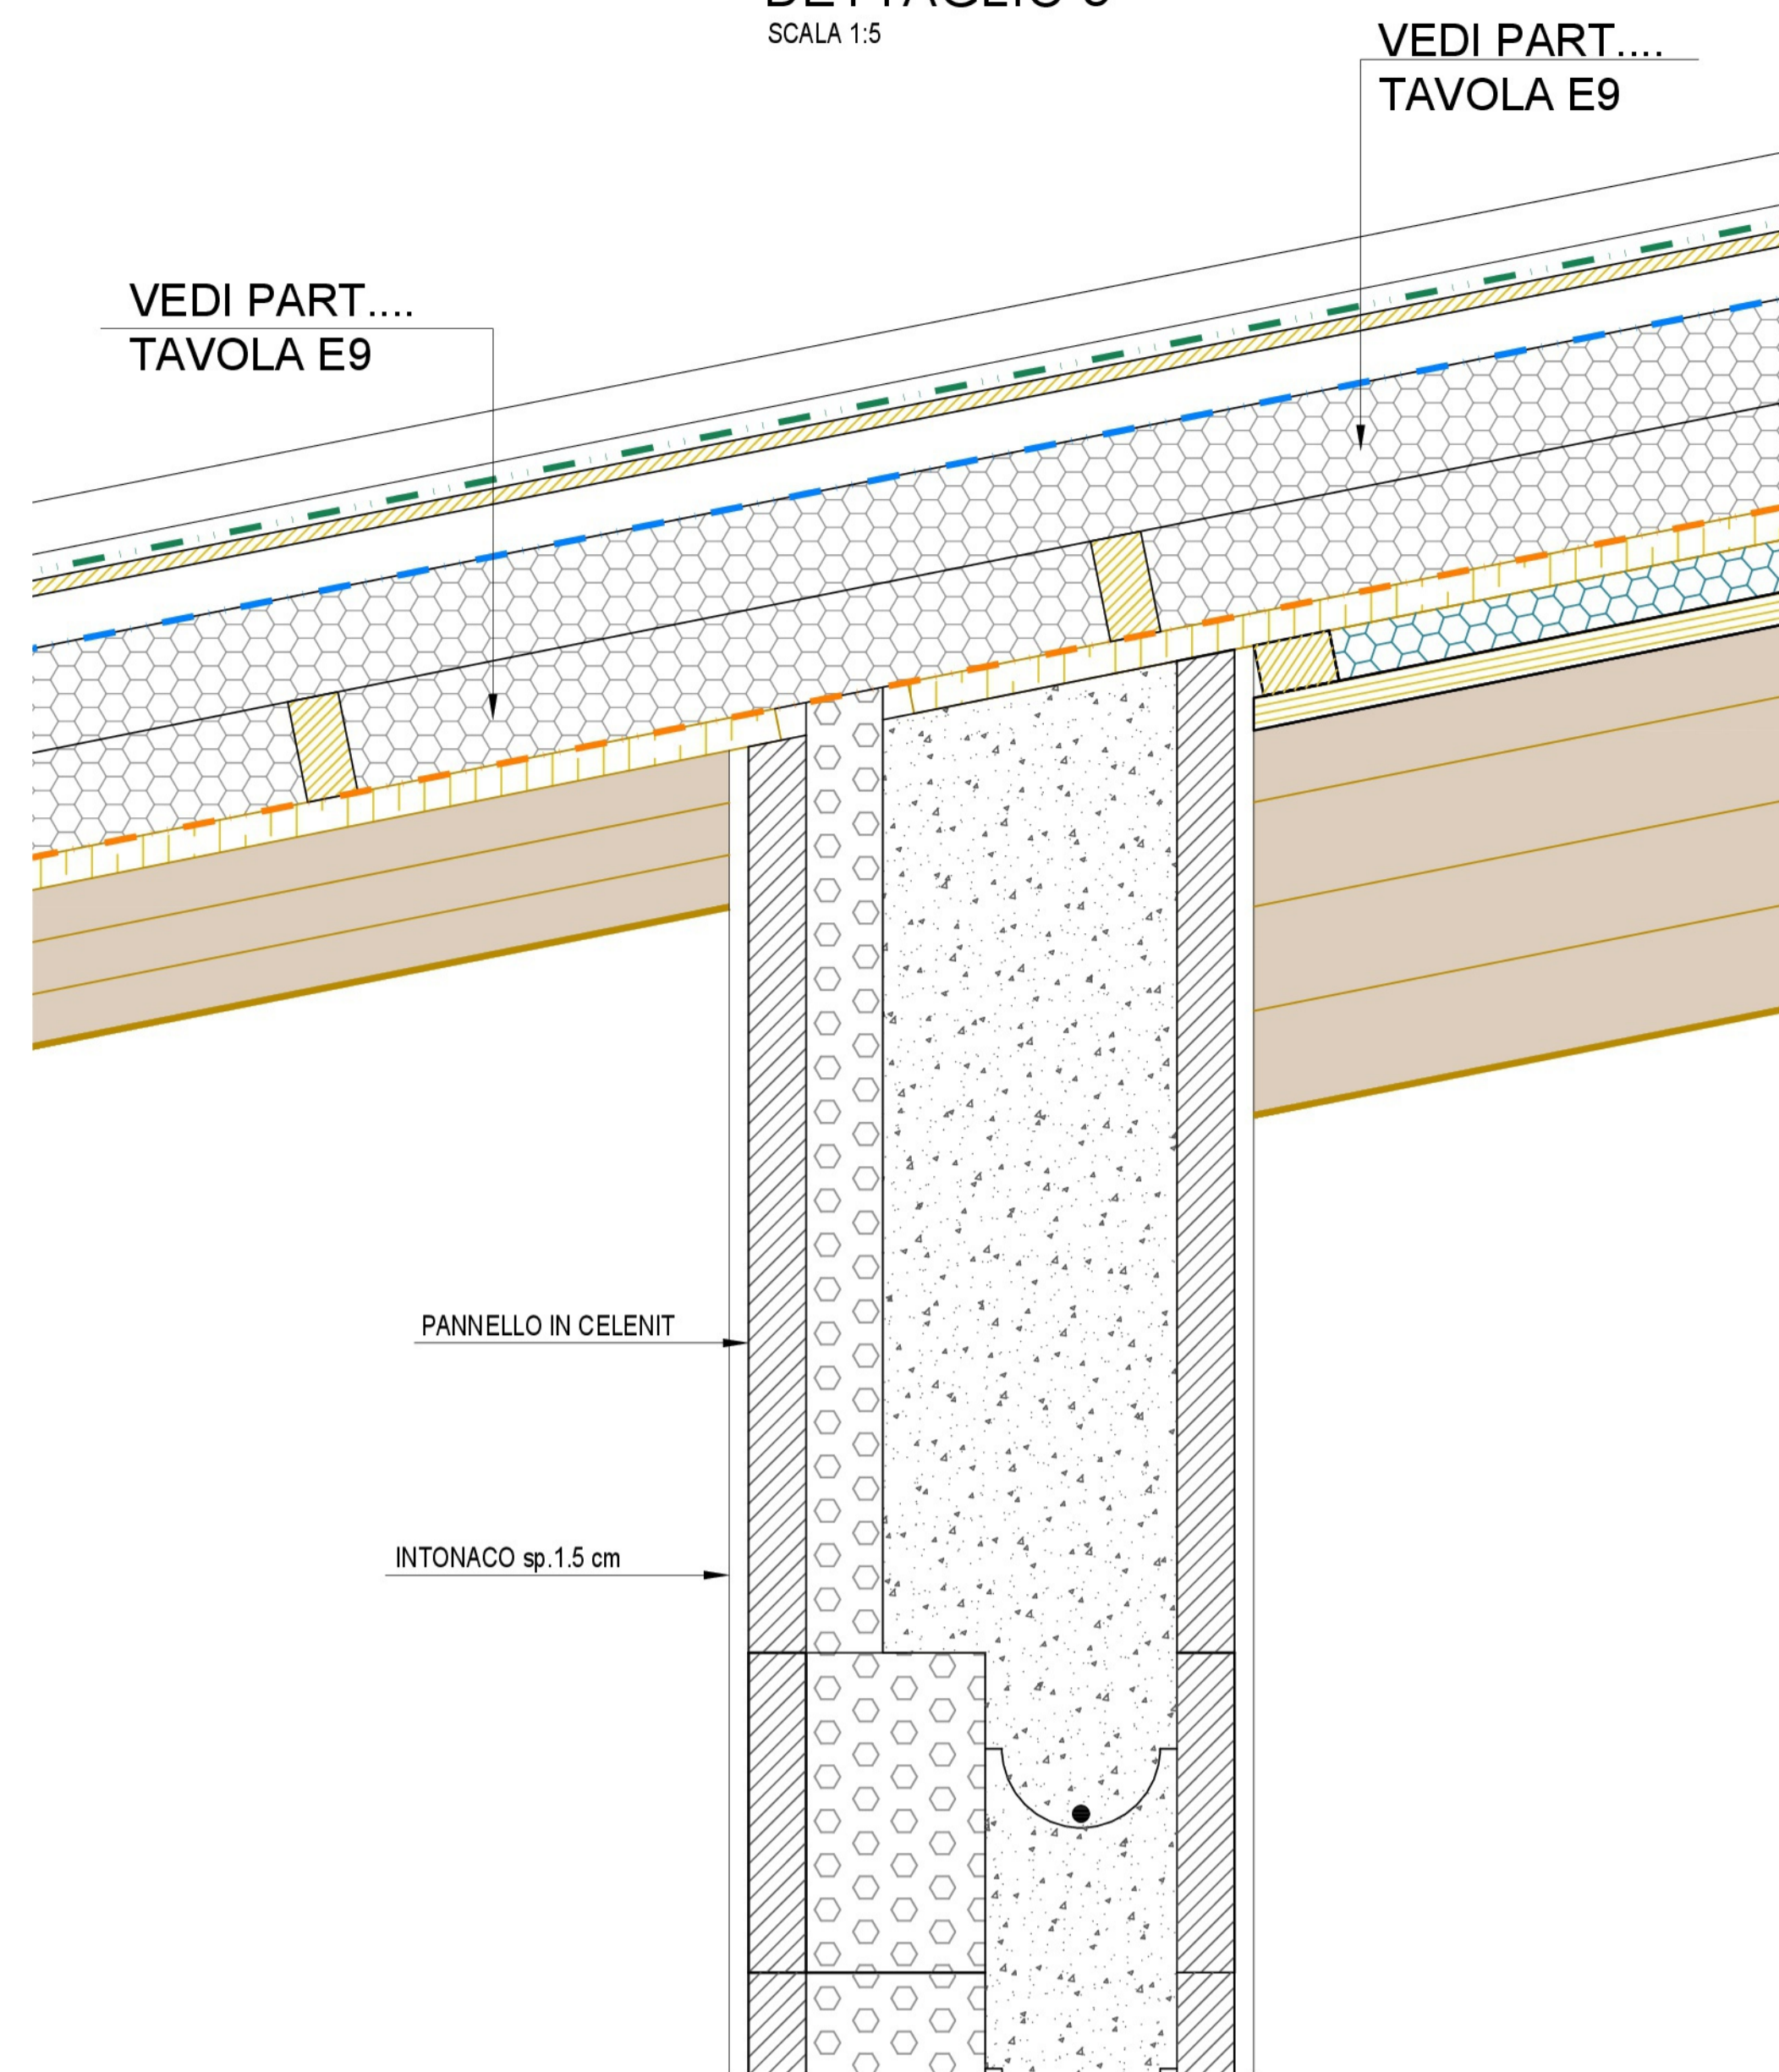 SCALA 1:5
VEDI PART....
TAVOLA E9
VEDI PART....
TAVOLA E9
PANNELLO IN CELENIT
INTONACO sp.1.5 cm